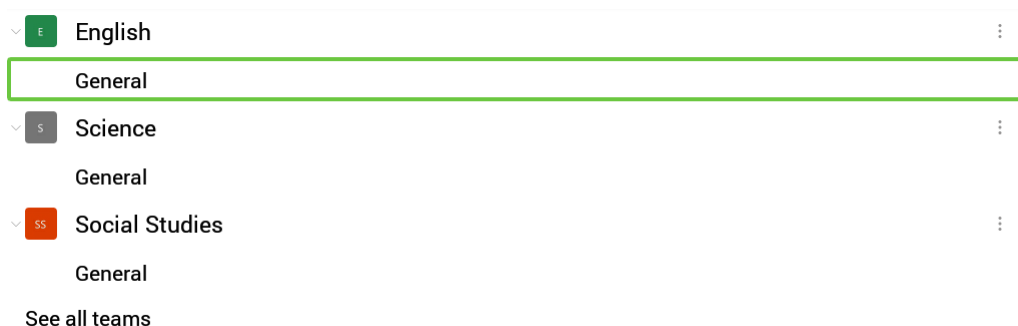 E English
General
S Science
General
SS Social Studies
General
See all teams